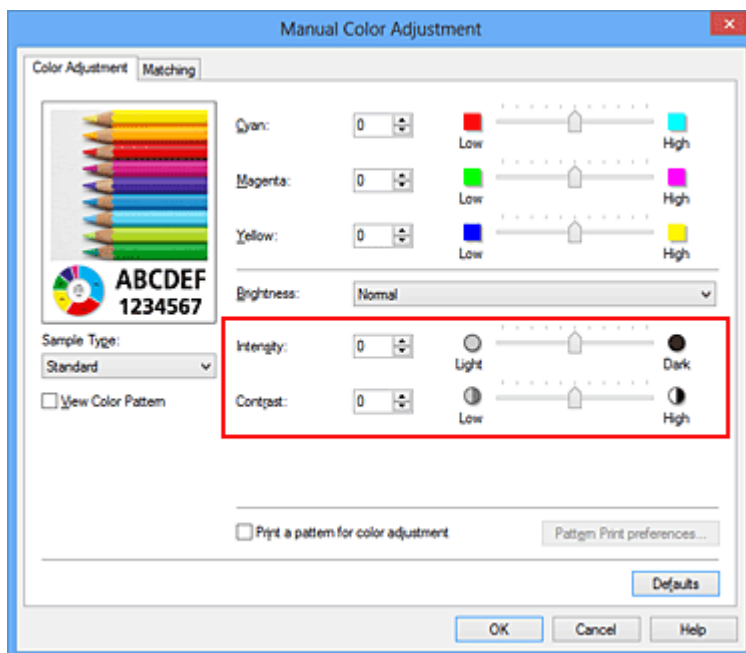 Manual Color Adjustment
Color Adjustment Matching
Cyan: 0 Low High
Magenta: 0 Low High
Yellow: 0 Low High
ABCDEF
1234567
Brightness: Normal
Sample Type:
Standard
View Color Pattern
Intensity: 0 Light Dark
Contrast: 0 Low High
Print a pattern for color adjustment Pattern Print preferences...
Defaults
OK Cancel Help